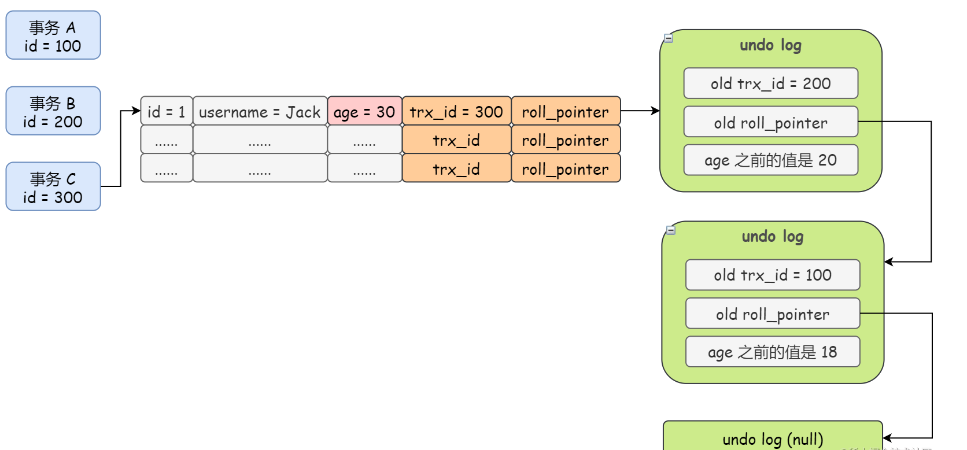 事务 A
id = 100
事务 B
id = 200
事务 C
id = 300
id = 1 username = Jack age = 30 trx_id = 300 roll_pointer
...... ...... ...... trx_id roll_pointer
...... ...... ...... trx_id roll_pointer
undo log
old trx_id = 200
old roll_pointer
age 之前的值是 20
undo log
old trx_id = 100
old roll_pointer
age 之前的值是 18
undo log (null)